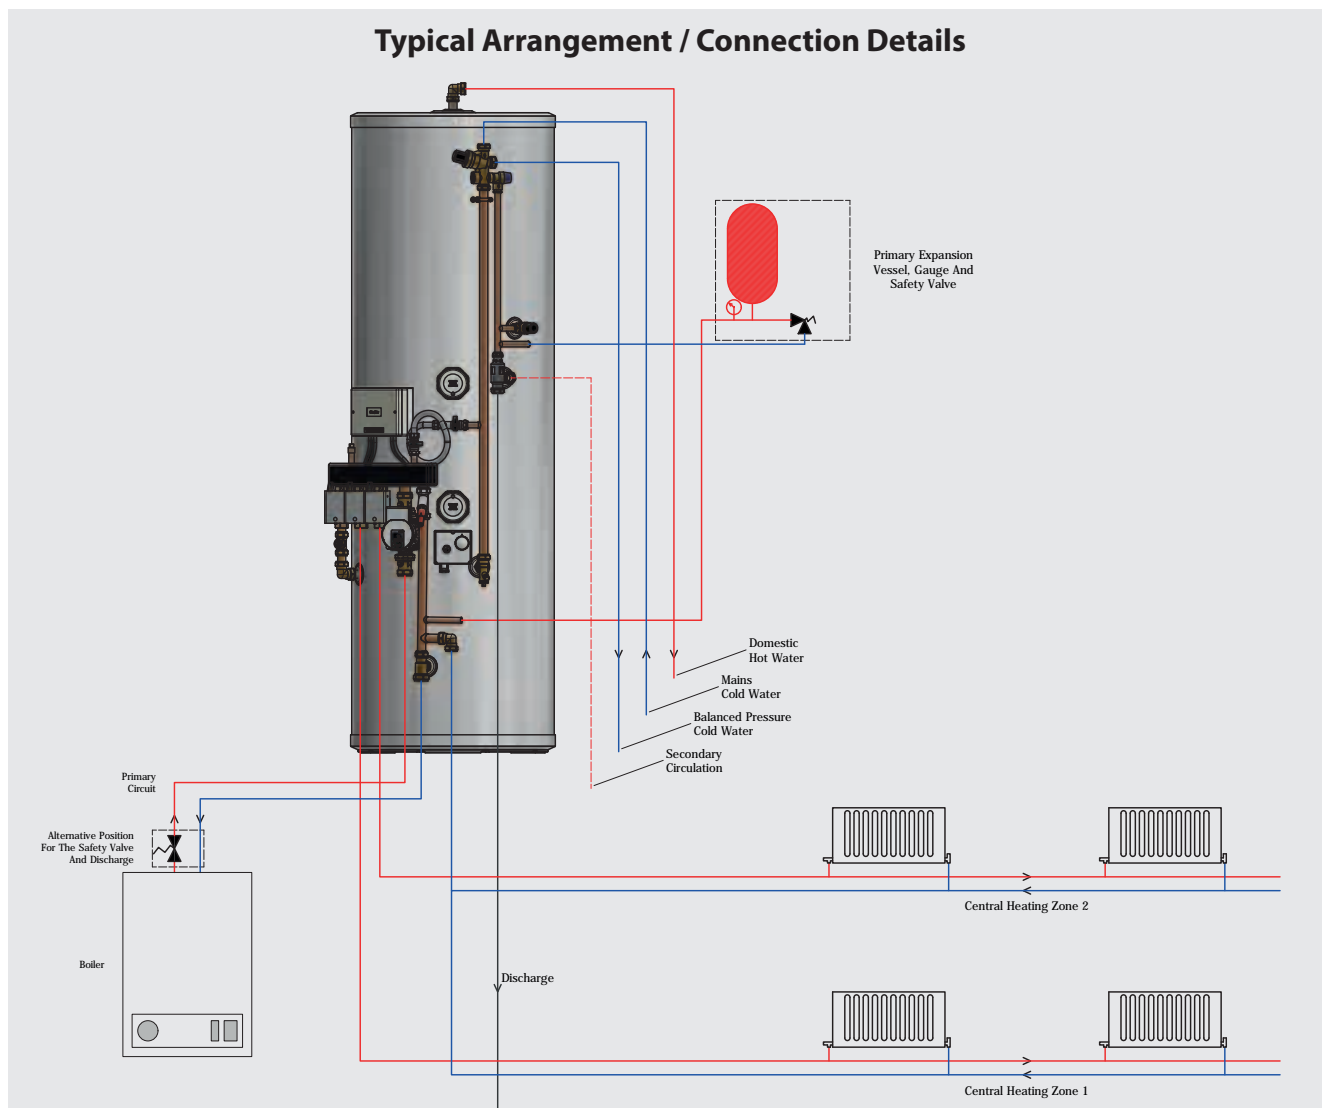 Typical Arrangement / Connection Details
Primary Expansion
Vessel, Gauge And
Safety Valve
Domestic
Hot Water
Mains
Cold Water
Balanced Pressure
Cold Water
Secondary
Circulation
Primary
Circuit
Alternative Position
For The Safety Valve
And Discharge
Boiler
Central Heating Zone 2
Discharge
Central Heating Zone 1